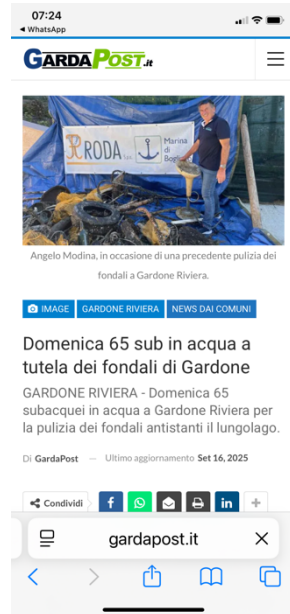 07:24
◀ WhatsApp
GARDAPOST.it
RODA
Marina
di
Angelo Modina, in occasione di una precedente pulizia dei
fondali a Gardone Riviera.
IMAGE GARDONE RIVIERA NEWS DAI COMUNI
Domenica 65 sub in acqua a
tutela dei fondali di Gardone
GARDONE RIVIERA - Domenica 65
subacquei in acqua a Gardone Riviera per
la pulizia dei fondali antistanti il lungolago.
Di GardaPost — Ultimo aggiornamento Set 16, 2025
Condividi
gardapost.it